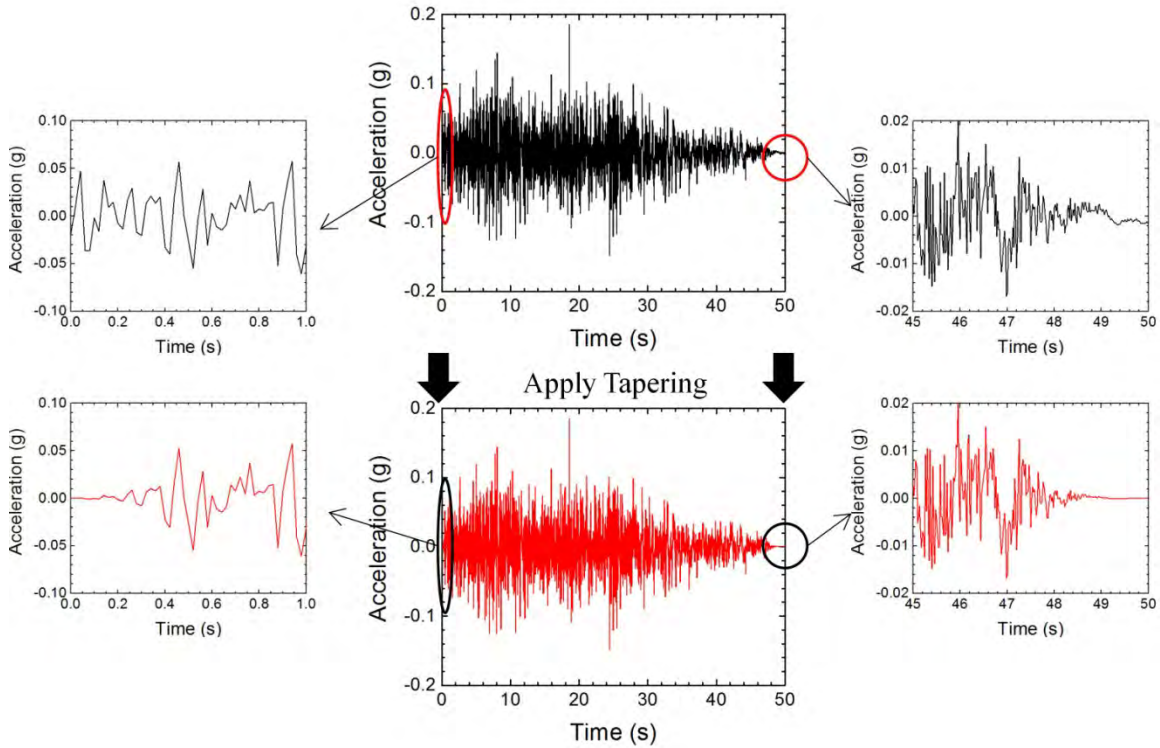 0.2
0.1
0.0
-0.1
-0.2
Acceleration (g)
0 10 20 30 40 50
Time (s)
0.10
0.05
0.00
-0.05
-0.10
Acceleration (g)
0.0 0.2 0.4 0.6 0.8 1.0
Time (s)
0.02
0.01
0.00
-0.01
-0.02
Acceleration (g)
45 46 47 48 49 50
Time (s)
Apply Tapering
0.10
0.05
0.00
-0.05
-0.10
Acceleration (g)
0.0 0.2 0.4 0.6 0.8 1.0
Time (s)
0.2
0.1
0.0
-0.1
-0.2
Acceleration (g)
0 10 20 30 40 50
Time (s)
0.02
0.01
0.00
-0.01
-0.02
Acceleration (g)
45 46 47 48 49 50
Time (s)